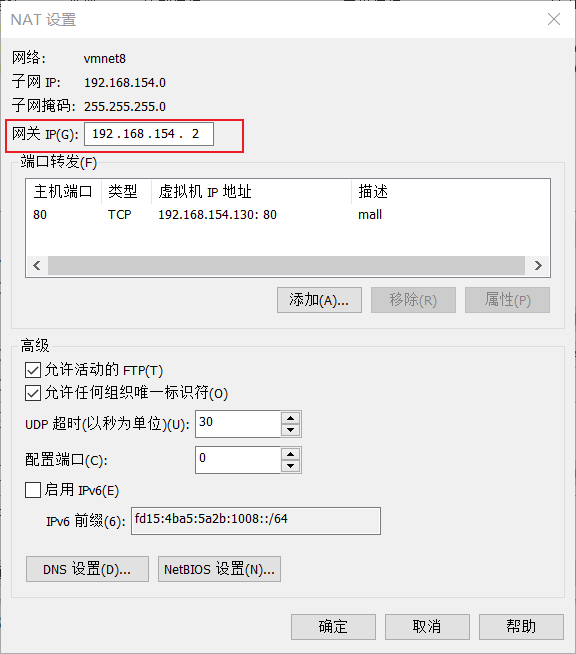 NAT 设置
网络: vmnet8
子网 IP: 192.168.154.0
子网掩码: 255.255.255.0
网关 IP(G): 192 . 168 . 154 . 2
端口转发(F)
主机端口 类型 虚拟机 IP 地址 描述
80 TCP 192.168.154.130: 80 mall
添加(A)... 移除(R) 属性(P)
高级
允许活动的 FTP(T)
允许任何组织唯一标识符(O)
UDP 超时(以秒为单位)(U): 30
配置端口(C): 0
启用 IPv6(E)
IPv6 前缀(6): fd15:4ba5:5a2b:1008::/64
DNS 设置(D)... NetBIOS 设置(N)...
确定 取消 帮助